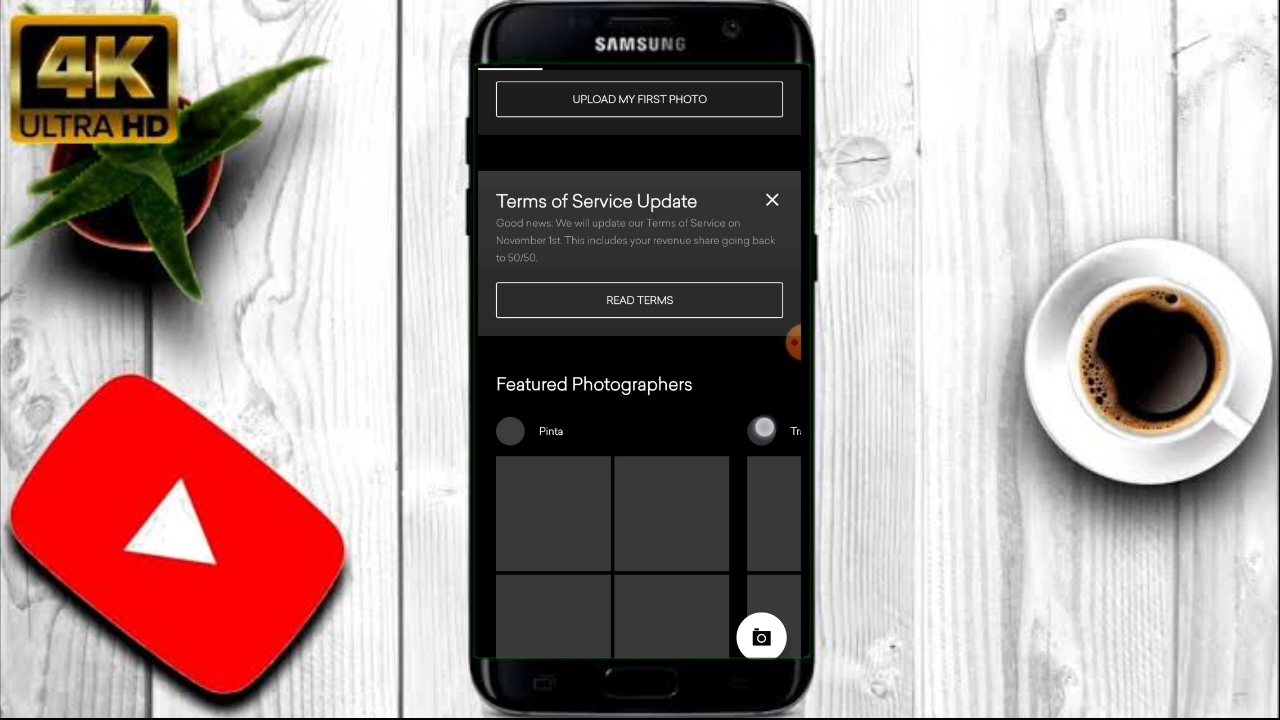 4K
ULTRA HD
SAMSUNG
UPLOAD MY FIRST PHOTO
Terms of Service Update
Good news: We will update our Terms of Service on
November 1st. This includes your revenue share going back
to 50/50.
READ TERMS
Featured Photographers
Pinta